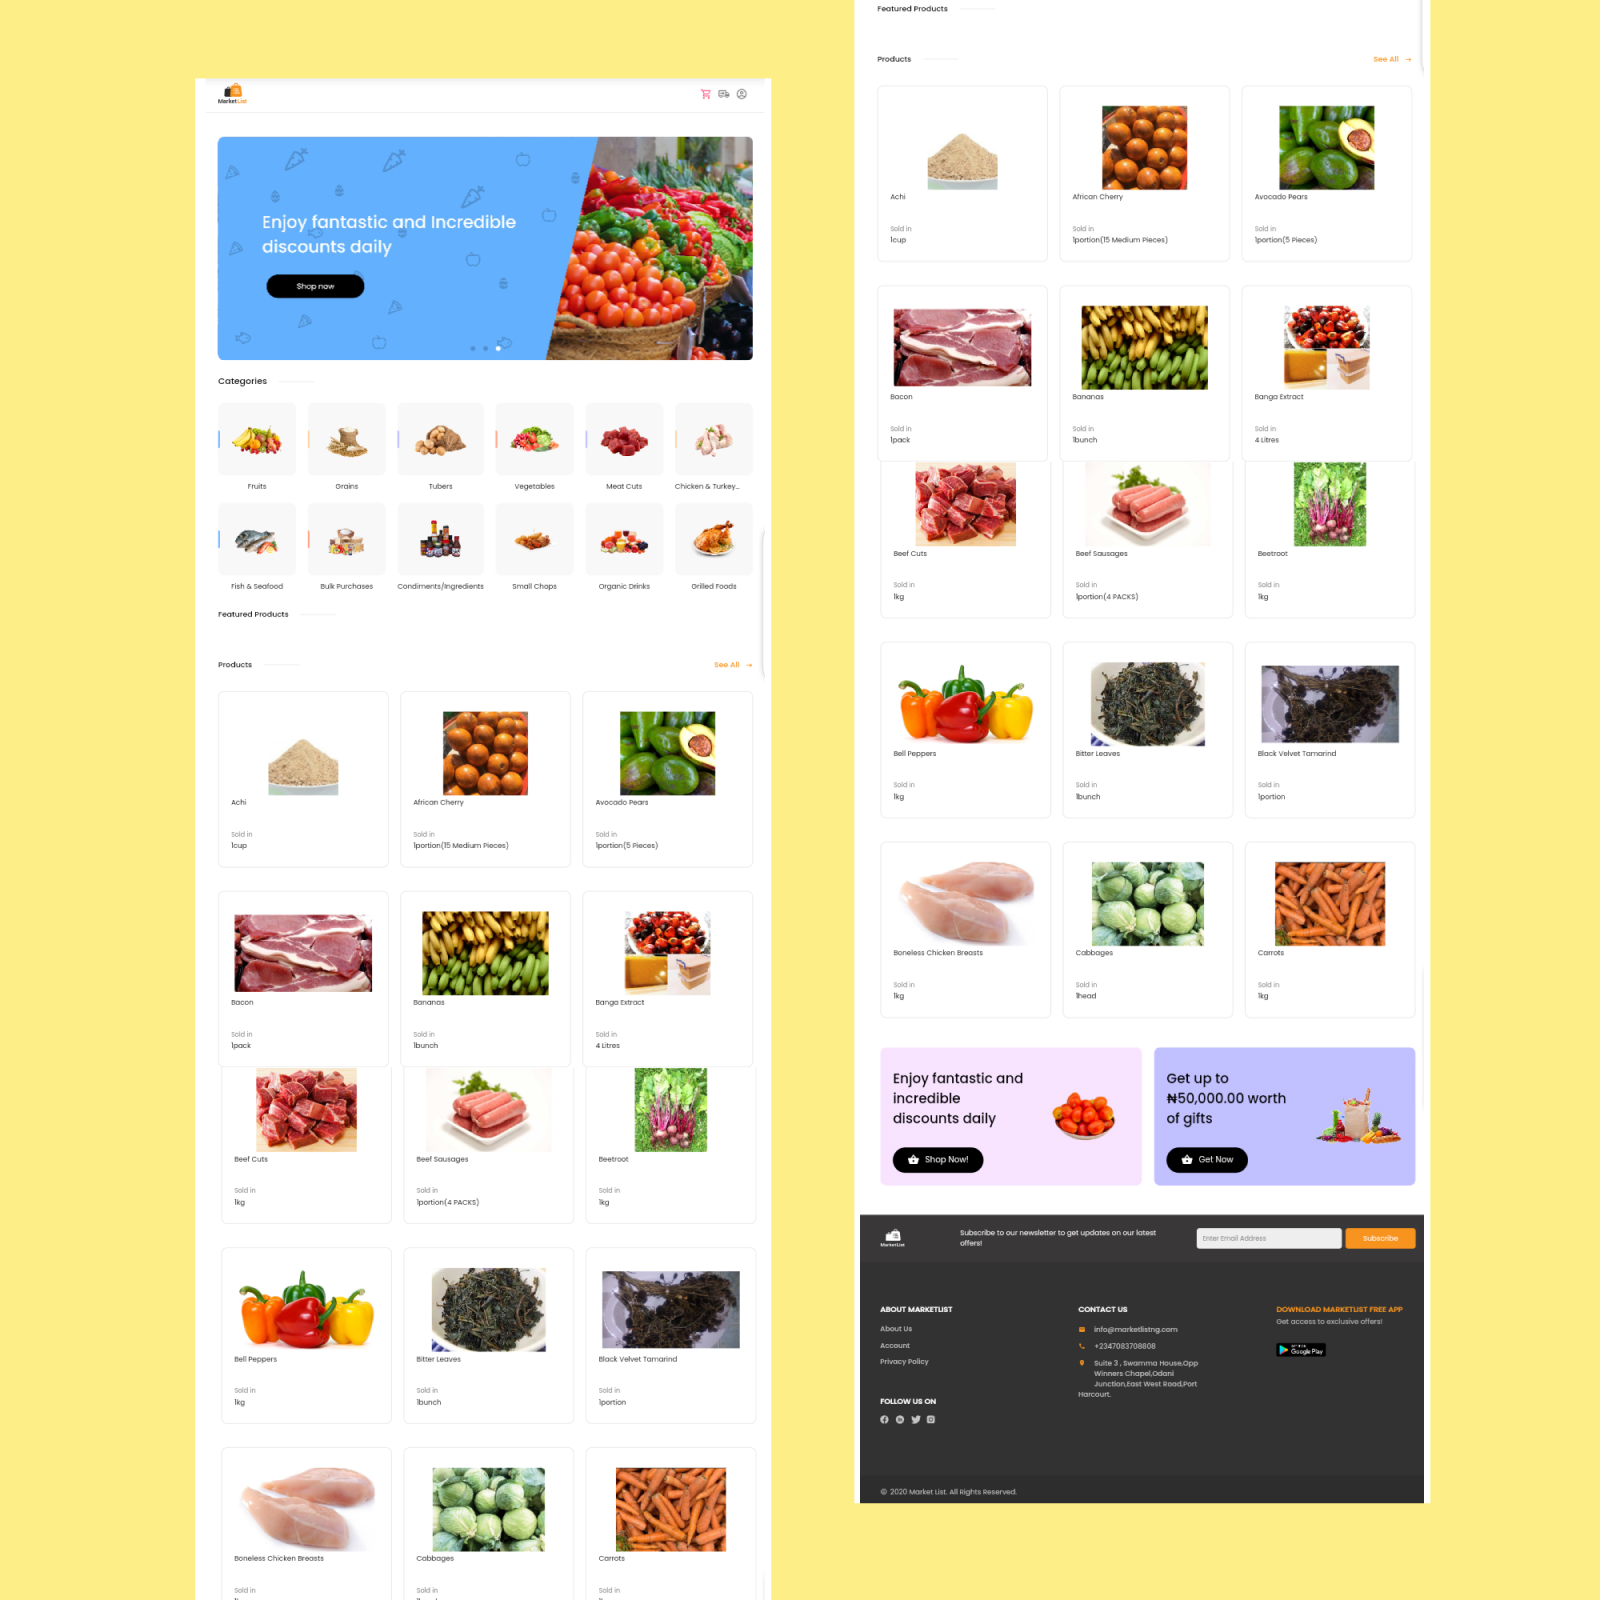 MarketList
Enjoy fantastic and Incredible
discounts daily
Shop now
Categories
Fruits
Grains
Tubers
Vegetables
Meat Cuts
Chicken & Turkey...
Fish & Seafood
Bulk Purchases
Condiments/Ingredients
Small Chops
Organic Drinks
Grilled Foods
Featured Products
Products
See All →
Achi
African Cherry
Avocado Pears
Sold in
Sold in
Sold in
1cup
1portion(15 Medium Pieces)
1portion(5 Pieces)
Bacon
Bananas
Banga Extract
Sold in
Sold in
Sold in
1pack
1bunch
4 Litres
Beef Cuts
Beef Sausages
Beetroot
Sold in
Sold in
Sold in
1kg
1portion(4 PACKS)
1kg
Bell Peppers
Bitter Leaves
Black Velvet Tamarind
Sold in
Sold in
Sold in
1kg
1bunch
1portion
Boneless Chicken Breasts
Cabbages
Carrots
Sold in
Sold in
Sold in
Featured Products
Products
See All →
Achi
African Cherry
Avocado Pears
Sold in
Sold in
Sold in
1cup
1portion(15 Medium Pieces)
1portion(5 Pieces)
Bacon
Bananas
Banga Extract
Sold in
Sold in
Sold in
1pack
1bunch
4 Litres
Beef Cuts
Beef Sausages
Beetroot
Sold in
Sold in
Sold in
1kg
1portion(4 PACKS)
1kg
Bell Peppers
Bitter Leaves
Black Velvet Tamarind
Sold in
Sold in
Sold in
1kg
1bunch
1portion
Boneless Chicken Breasts
Cabbages
Carrots
Sold in
Sold in
Sold in
1kg
1head
1kg
Enjoy fantastic and
incredible
discounts daily
Shop Now!
Get up to
₦50,000.00 worth
of gifts
Get Now
MarketList
Subscribe to our newsletter to get updates on our latest
offers!
Enter Email Address
Subscribe
ABOUT MARKETLIST
About Us
Account
Privacy Policy
FOLLOW US ON
CONTACT US
info@marketlistng.com
+2347083708808
Suite 3 , Swamma House,Opp
Winners Chapel,Odani
Junction,East West Road,Port
Harcourt.
DOWNLOAD MARKETLIST FREE APP
Get access to exclusive offers!
Google Play
© 2020 Market List. All Rights Reserved.